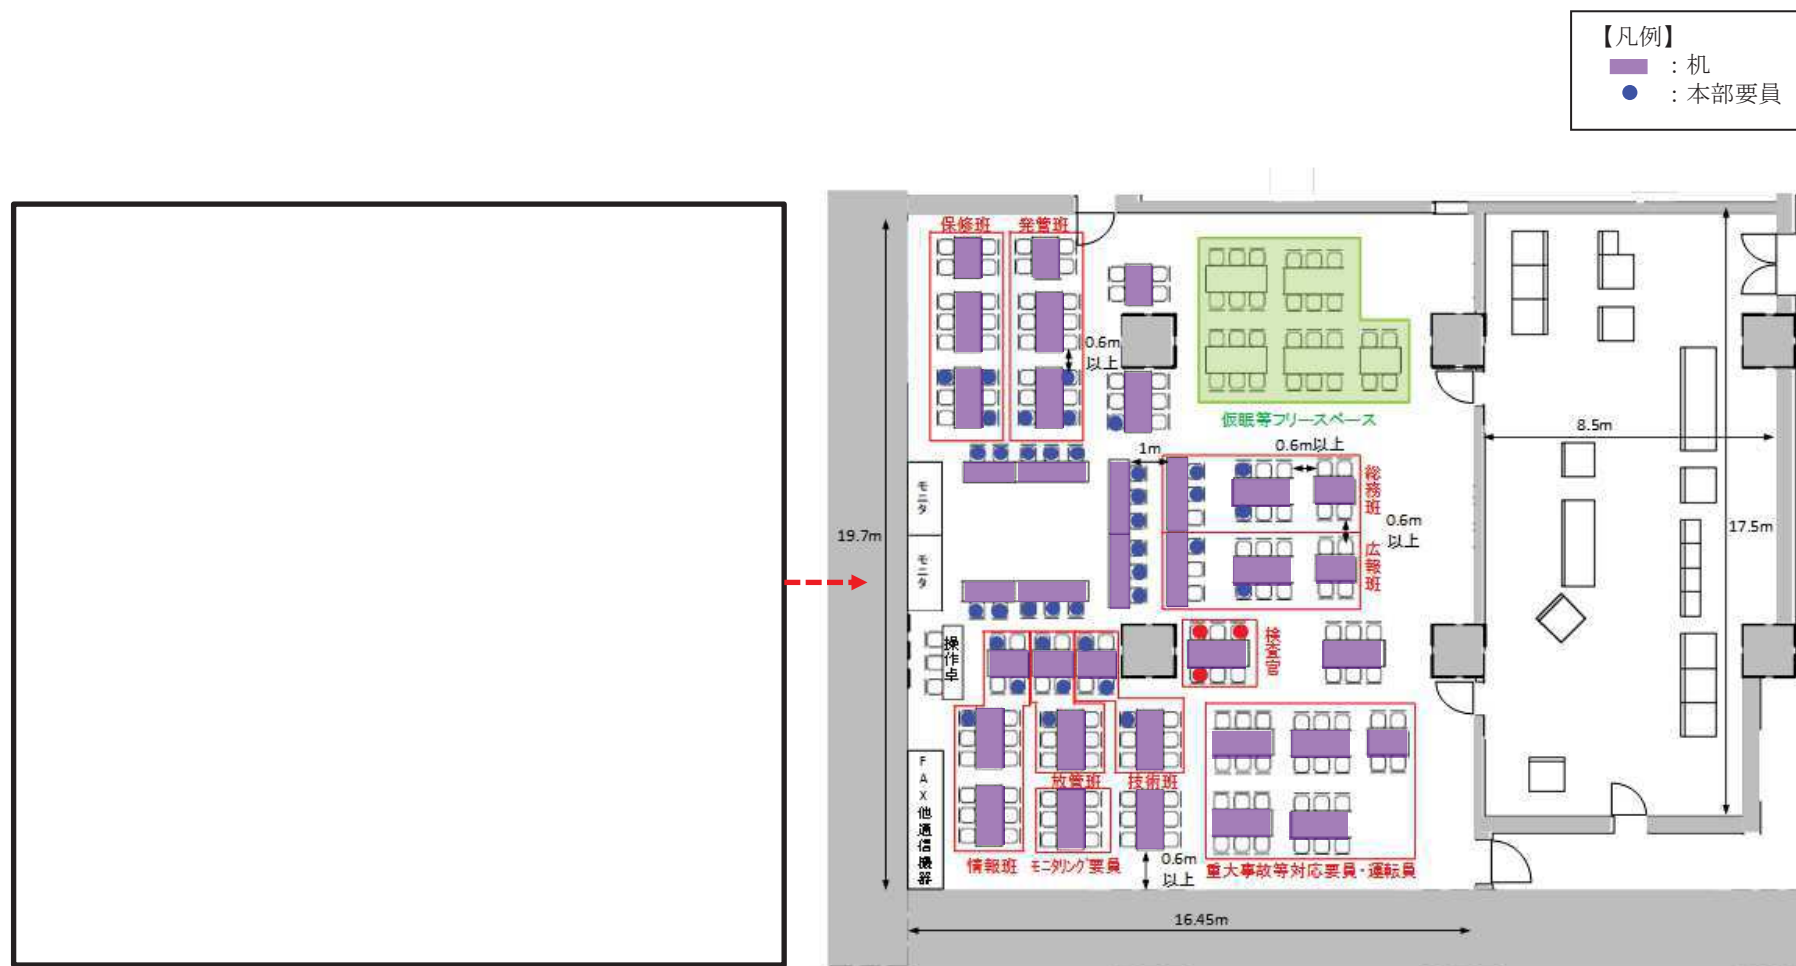 【凡例】
：机
：本部要員
保修班
発管班
0.6m
以上
仮眠等フリースペース
8.5m
1m
0.6m以上
総務班
モニタ
19.7m
0.6m
以上
17.5m
広報班
モニタ
操作卓
検査官
放管班
技術班
FAX他通信機器
情報班
モニタリング要員
0.6m
以上
重大事故等対応要員・運転員
16.45m